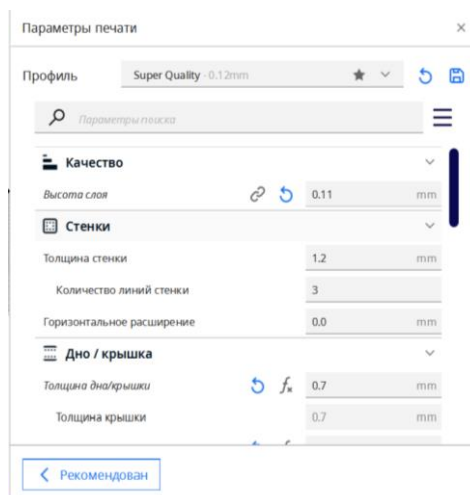 Параметры печати
Профиль Super Quality - 0.12mm
Параметры поиска
Качество
Высота слоя 0.11 mm
Стенки
Толщина стенки 1.2 mm
Количество линий стенки 3
Горизонтальное расширение 0.0 mm
Дно / крышка
Толщина дна/крышки fx 0.7 mm
Толщина крышки 0.7 mm
Рекомендован